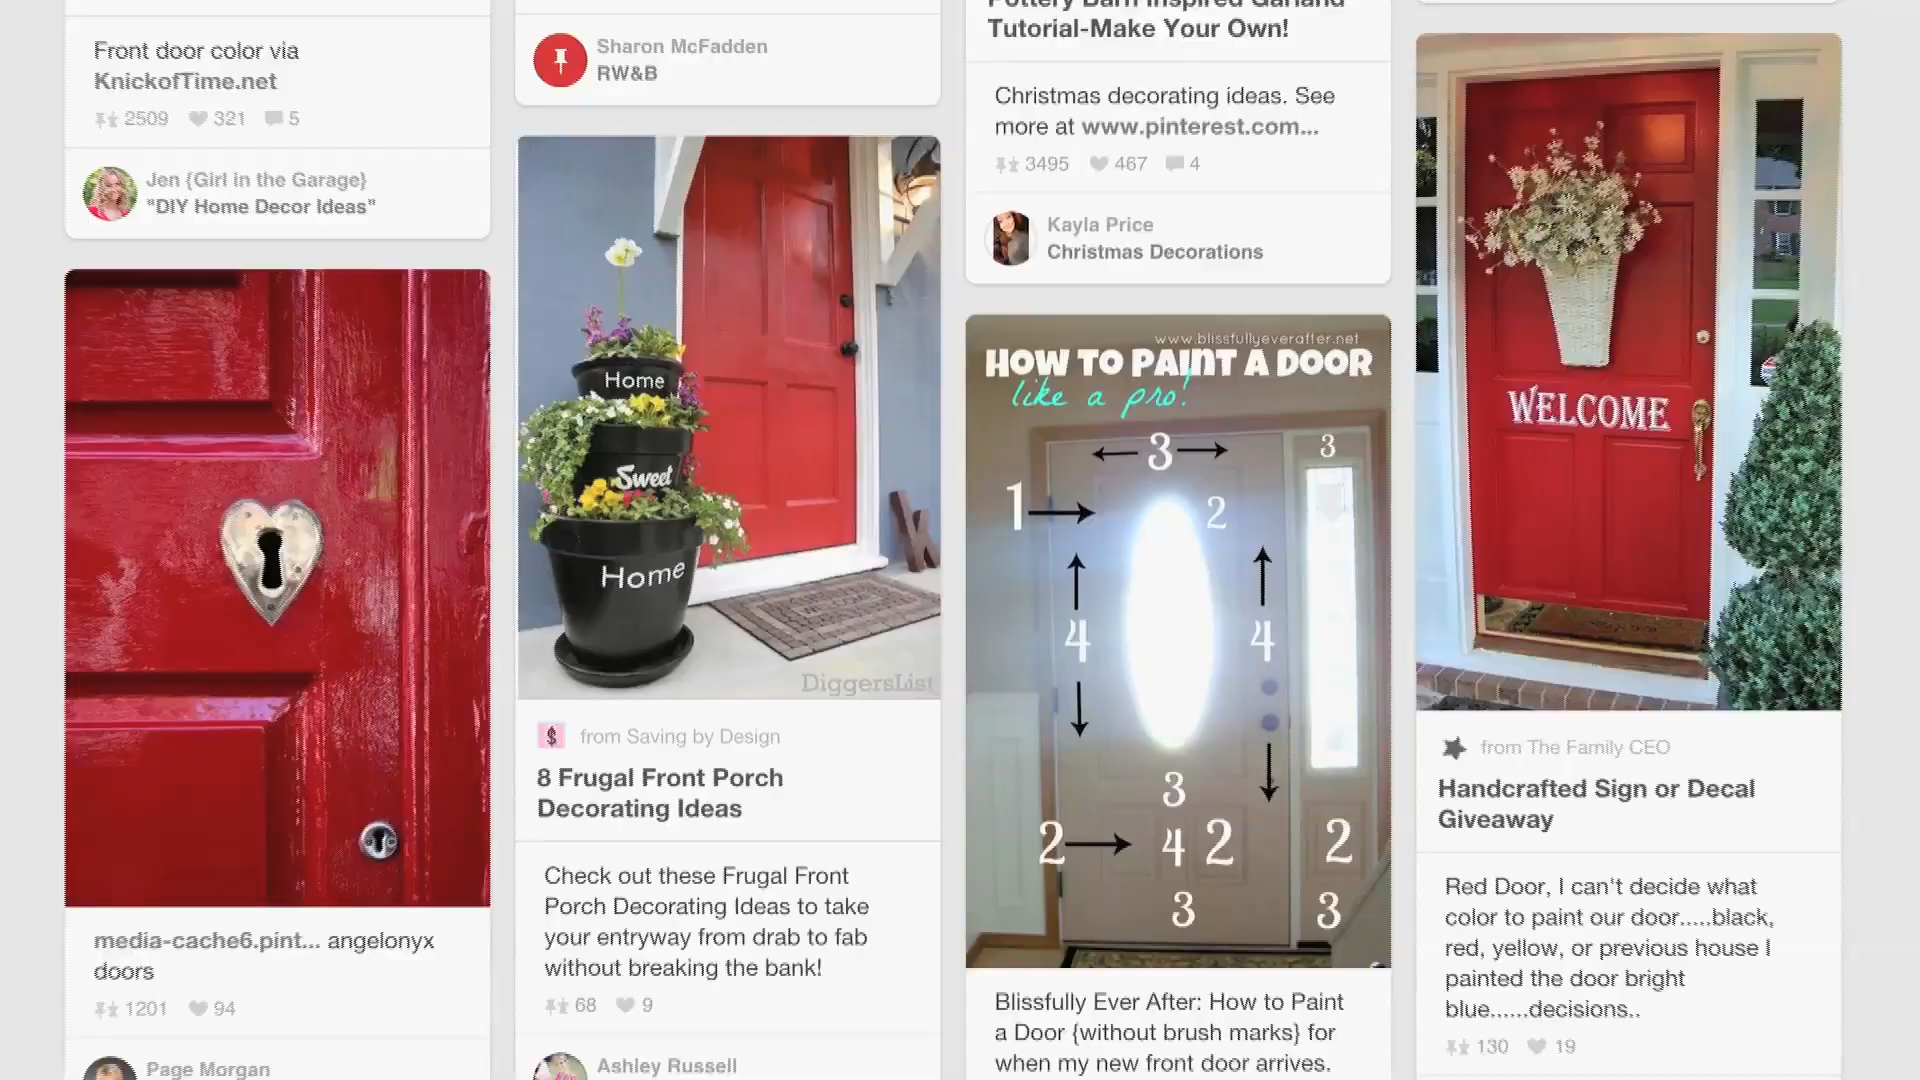 Front door color via
KnickofTime.net
2509 321 5
Jen {Girl in the Garage}
"DIY Home Decor Ideas"
media-cache6.pint... angelonyx
doors
1201 94
Page Morgan
Sharon McFadden
RW&B
Home
Sweet
Home
DiggersList
$ from Saving by Design
8 Frugal Front Porch
Decorating Ideas
Check out these Frugal Front
Porch Decorating Ideas to take
your entryway from drab to fab
without breaking the bank!
68 9
Ashley Russell
Pottery Barn Inspired Garland
Tutorial-Make Your Own!
Christmas decorating ideas. See
more at www.pinterest.com...
3495 467 4
Kayla Price
Christmas Decorations
www.blissfullyeverafter.net
HOW TO PAINT A DOOR
like a pro!
3 3
1 2
4 4
3
2 4 2 2
3 3
Blissfully Ever After: How to Paint
a Door {without brush marks} for
when my new front door arrives.
WELCOME
from The Family CEO
Handcrafted Sign or Decal
Giveaway
Red Door, I can't decide what
color to paint our door.....black,
red, yellow, or previous house I
painted the door bright
blue......decisions..
130 19